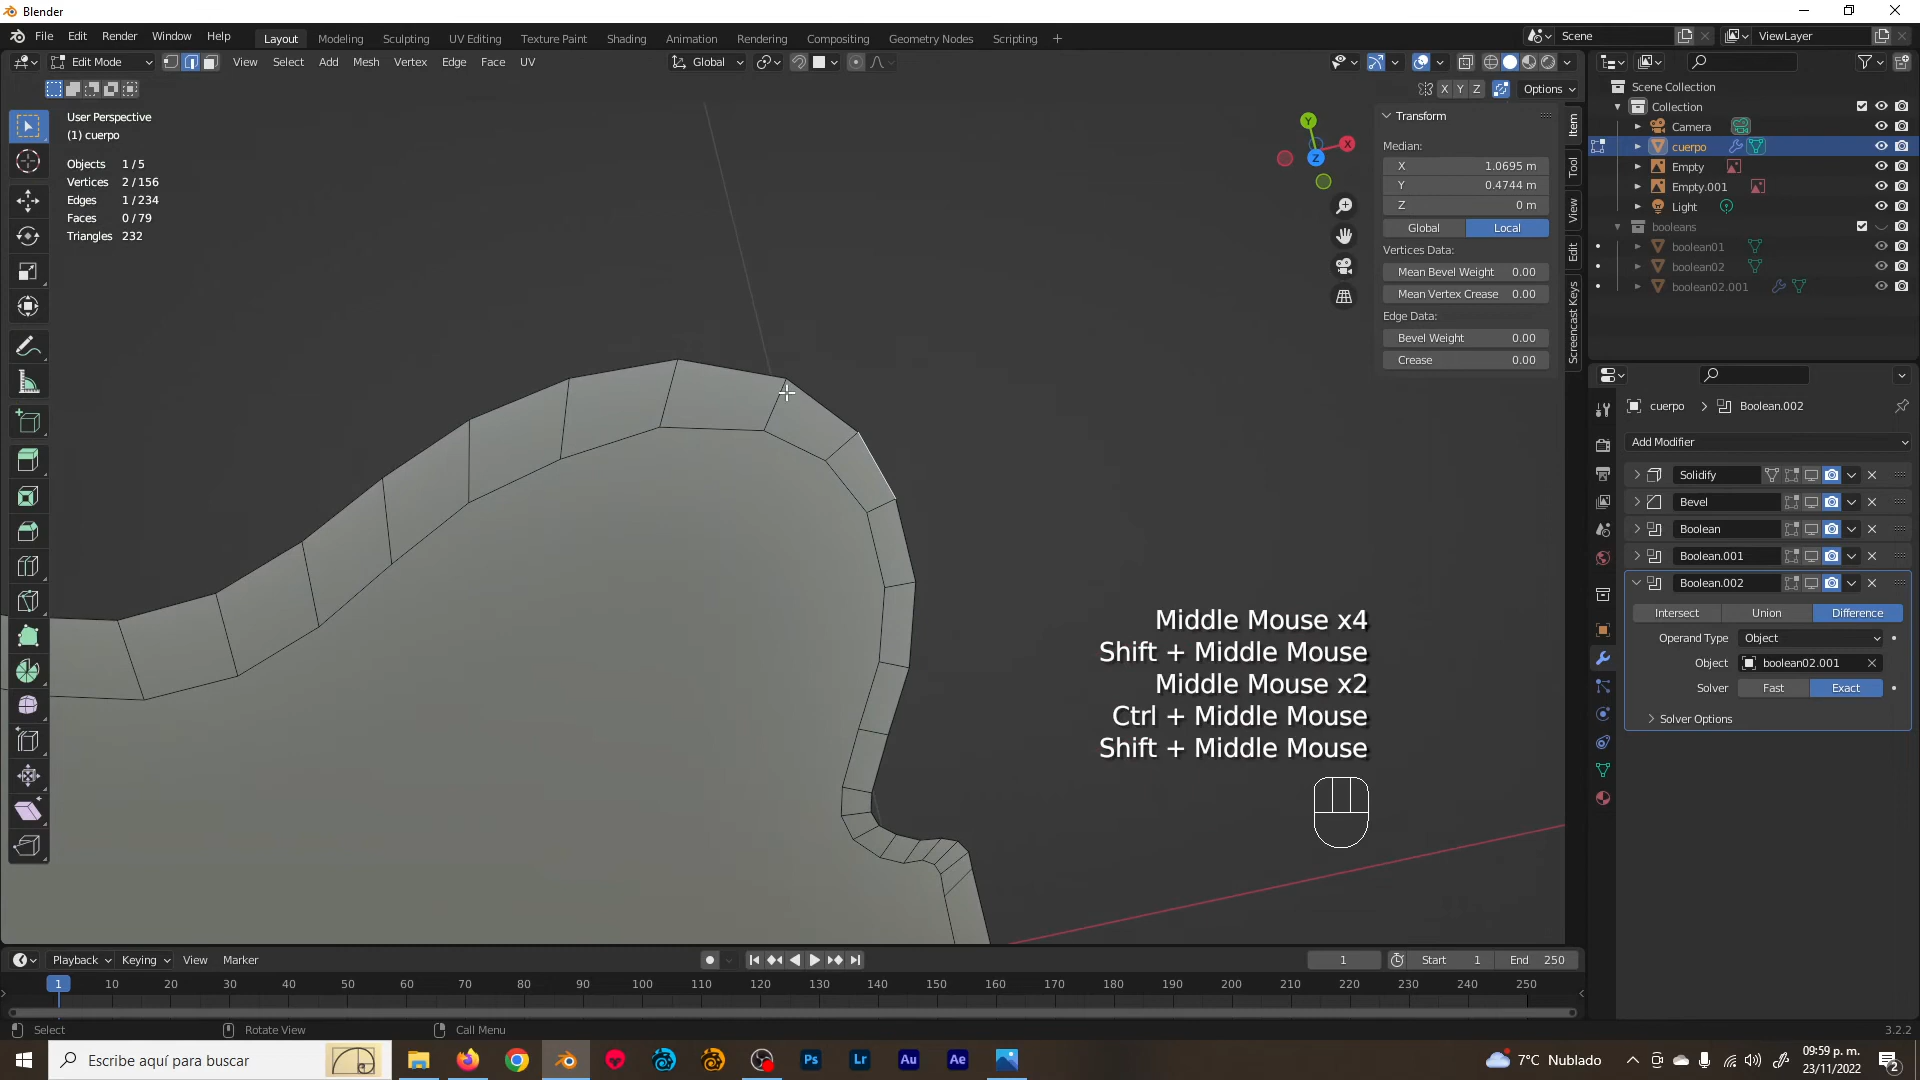 Blender
File Edit Render Window Help
Layout Modeling Sculpting UV Editing Texture Paint Shading Animation Rendering Compositing Geometry Nodes Scripting +
Scene
ViewLayer
Edit Mode
View Select Add Mesh Vertex Edge Face UV
Global
X Y Z
Options
User Perspective
(1) cuerpo
Objects 1/5
Vertices 2/156
Edges 1/234
Faces 0/79
Triangles 232
Y
X
Z
Transform
Median:
X 1.0695 m
Y 0.4744 m
Z 0 m
Global Local
Vertices Data:
Mean Bevel Weight 0.00
Mean Vertex Crease 0.00
Edge Data:
Bevel Weight 0.00
Crease 0.00
Item
Tool
View
Edit
Screencast Keys
Scene Collection
Collection
Camera
cuerpo
Empty
Empty.001
Light
booleans
boolean01
boolean02
boolean02.001
cuerpo > Boolean.002
Add Modifier
Solidify
Bevel
Boolean
Boolean.001
Boolean.002
Intersect Union Difference
Operand Type Object
Object boolean02.001
Solver Fast Exact
Solver Options
Middle Mouse x4
Shift + Middle Mouse
Middle Mouse x2
Ctrl + Middle Mouse
Shift + Middle Mouse
Playback Keying View Marker
1
Start 1
End 250
1 10 20 30 40 50 60 70 80 90 100 110 120 130 140 150 160 170 180 190 200 210 220 230 240 250
Select
Rotate View
Call Menu
3.2.2
Escribe aquí para buscar
Ps Lr Au Ae
7°C Nublado
09:59 p. m.
23/11/2022
2